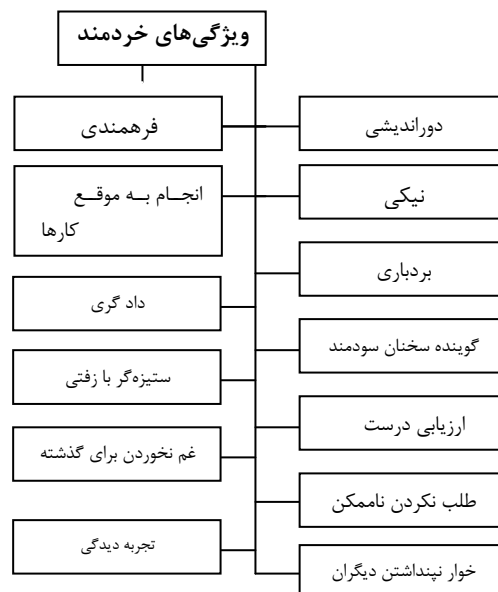 ویژگی‌های خردمند
دوراندیشی
فرهمندی
نیکی
انجام به موقع
کارها
بردباری
داد گری
گوینده سخنان سودمند
ستیزه‌گر با زفتی
ارزیابی درست
غم نخوردن برای گذشته
طلب نکردن ناممکن
تجربه دیدگی
خوار نپنداشتن دیگران